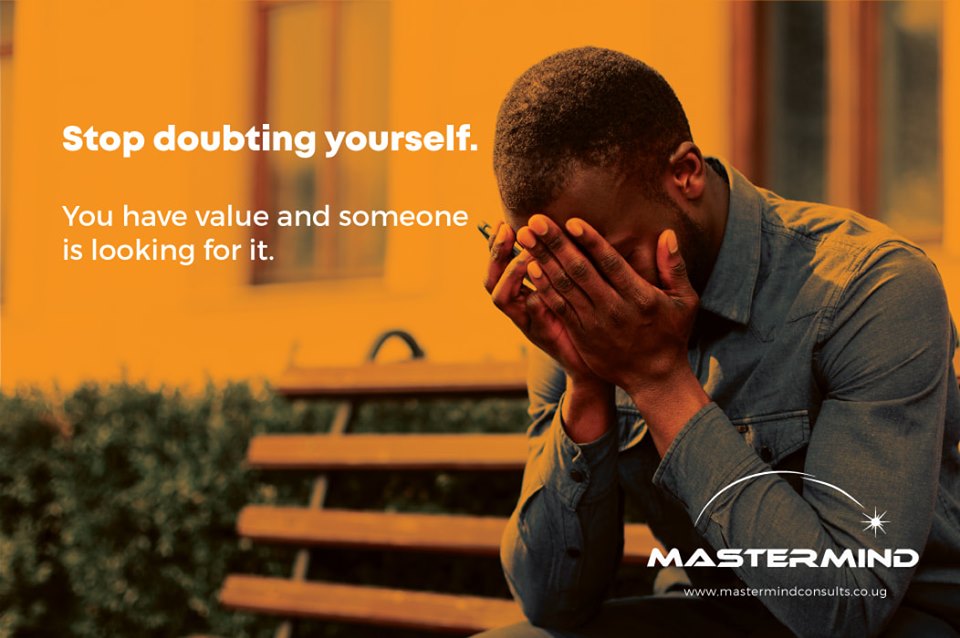 Stop doubting yourself.
You have value and someone
is looking for it.
MASTERMIND
www.mastermindconsults.co.ug